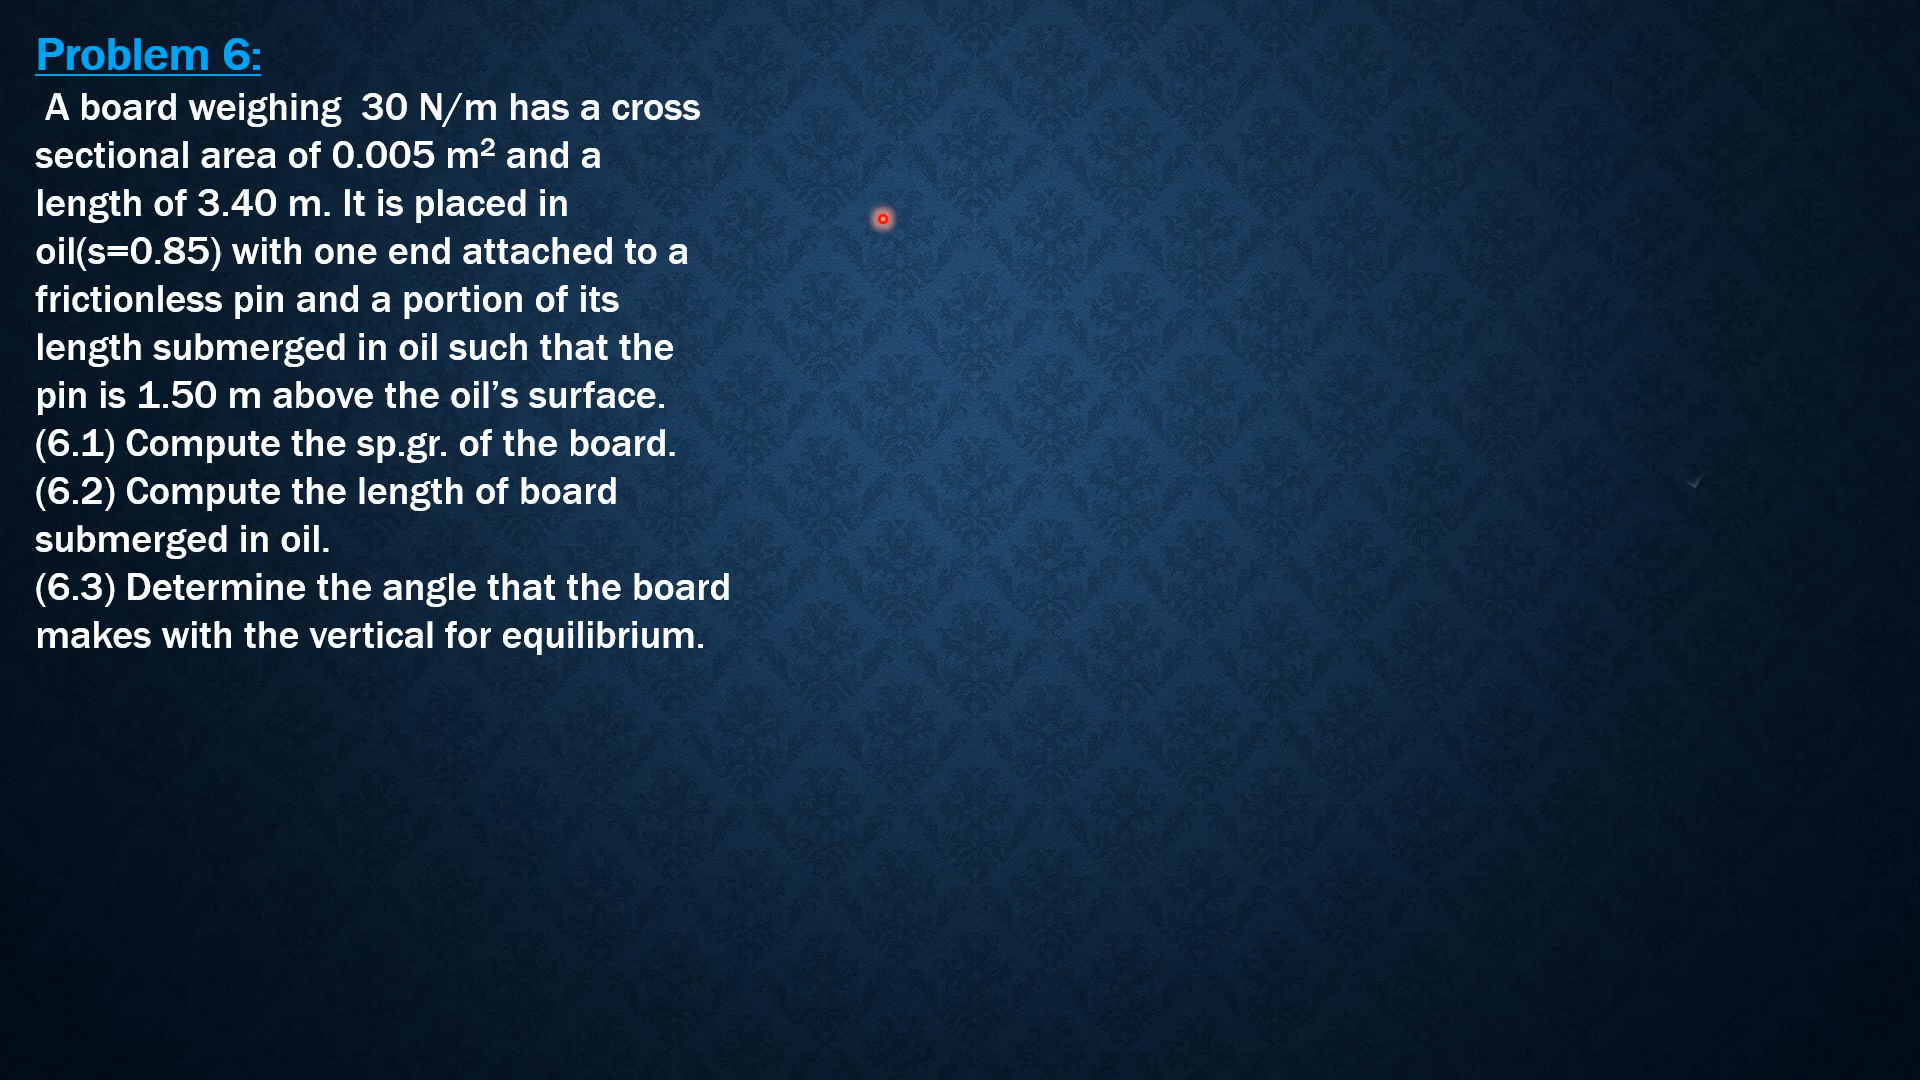 Problem 6:
A board weighing  30 N/m has a cross
sectional area of 0.005 m² and a
length of 3.40 m. It is placed in
oil(s=0.85) with one end attached to a
frictionless pin and a portion of its
length submerged in oil such that the
pin is 1.50 m above the oil’s surface.
(6.1) Compute the sp.gr. of the board.
(6.2) Compute the length of board
submerged in oil.
(6.3) Determine the angle that the board
makes with the vertical for equilibrium.